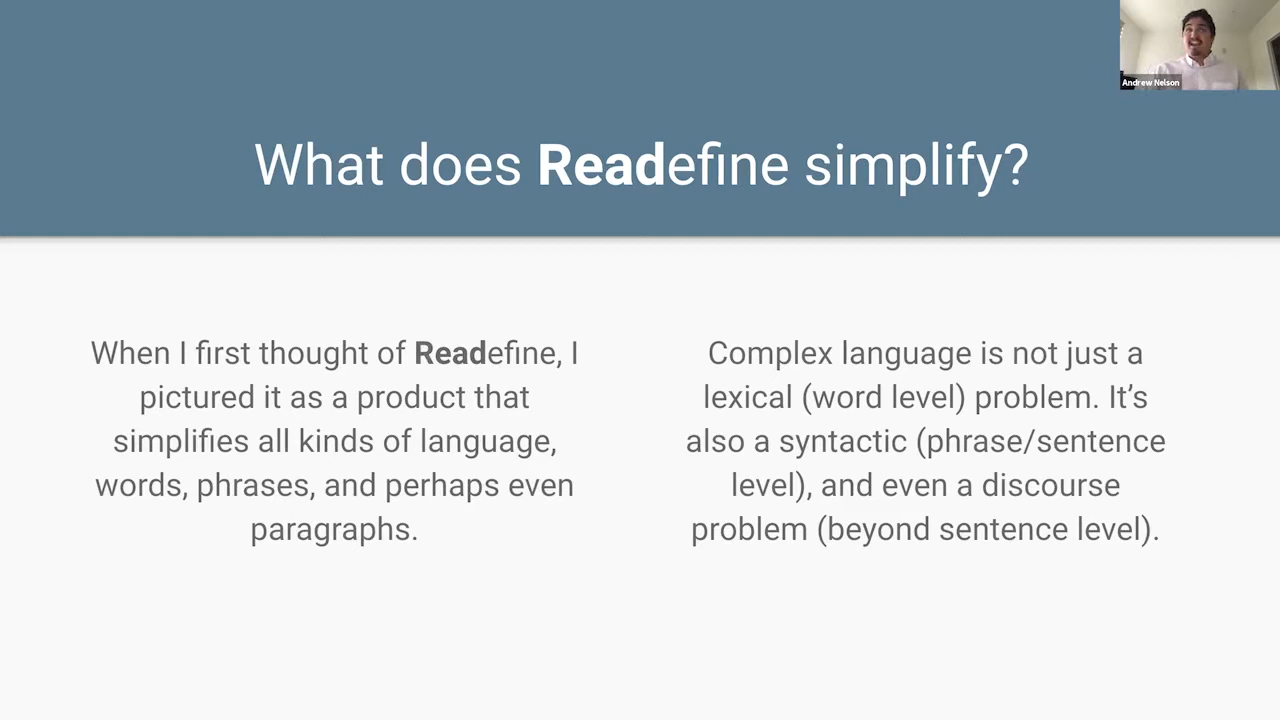 Andrew Nelson
What does Readefine simplify?
When I first thought of Readefine, I
pictured it as a product that
simplifies all kinds of language,
words, phrases, and perhaps even
paragraphs.
Complex language is not just a
lexical (word level) problem. It’s
also a syntactic (phrase/sentence
level), and even a discourse
problem (beyond sentence level).